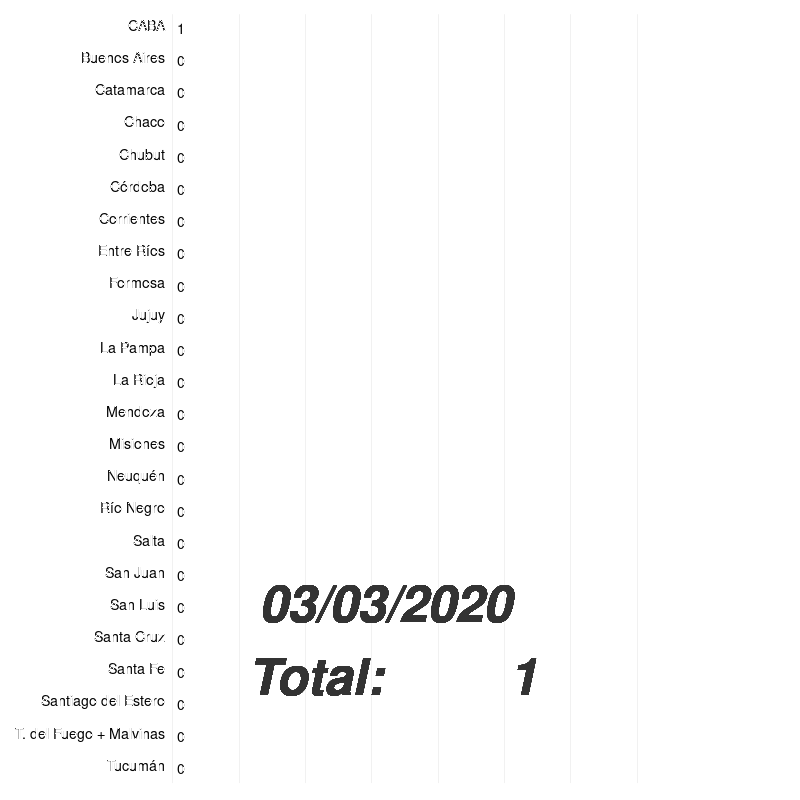 CABA 1
Buenos Aires 0
Catamarca 0
Chaco 0
Chubut 0
Córdoba 0
Corrientes 0
Entre Ríos 0
Formosa 0
Jujuy 0
La Pampa 0
La Rioja 0
Mendoza 0
Misiones 0
Neuquén 0
Río Negro 0
Salta 0
San Juan 0
San Luis 0
Santa Cruz 0
Santa Fe 0
Santiago del Estero 0
T. del Fuego + Malvinas 0
Tucumán 0
03/03/2020
Total: 1